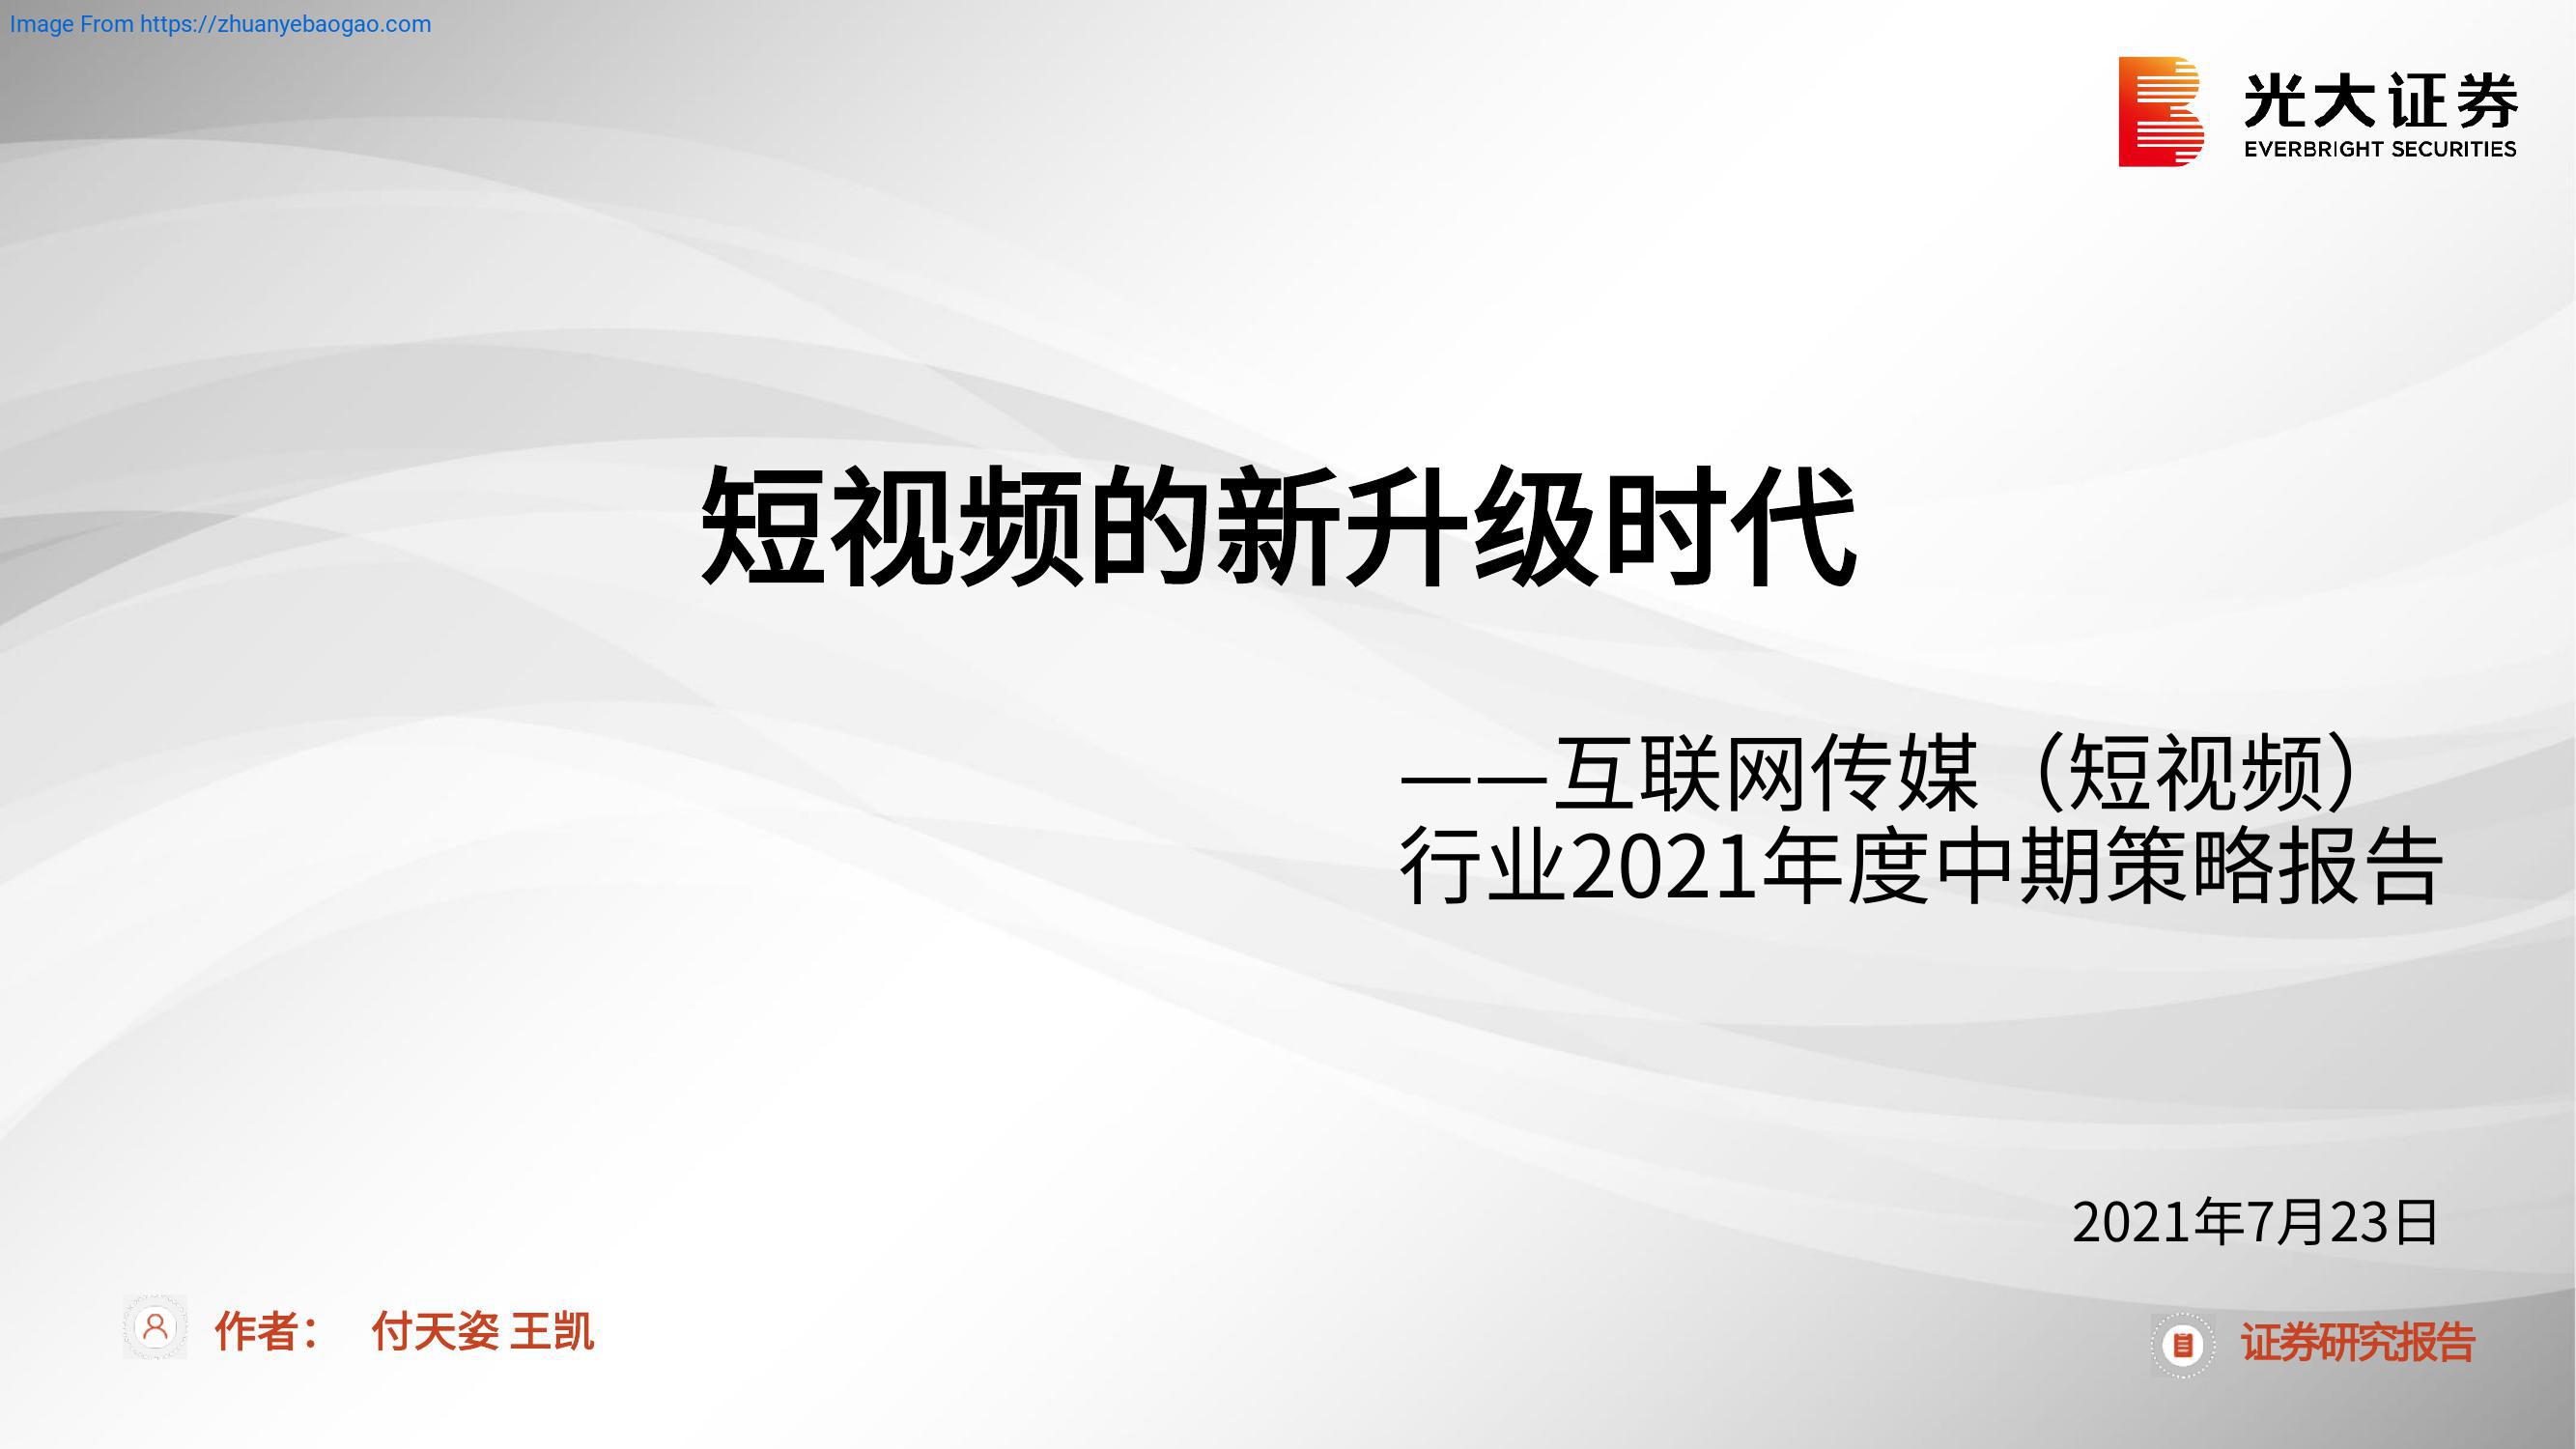 Image From https://zhuanyebaogao.com
光大证券
EVERBRIGHT SECURITIES
短视频的新升级时代
——互联网传媒（短视频）
行业2021年度中期策略报告
2021年7月23日
作者： 付天姿 王凯
证券研究报告